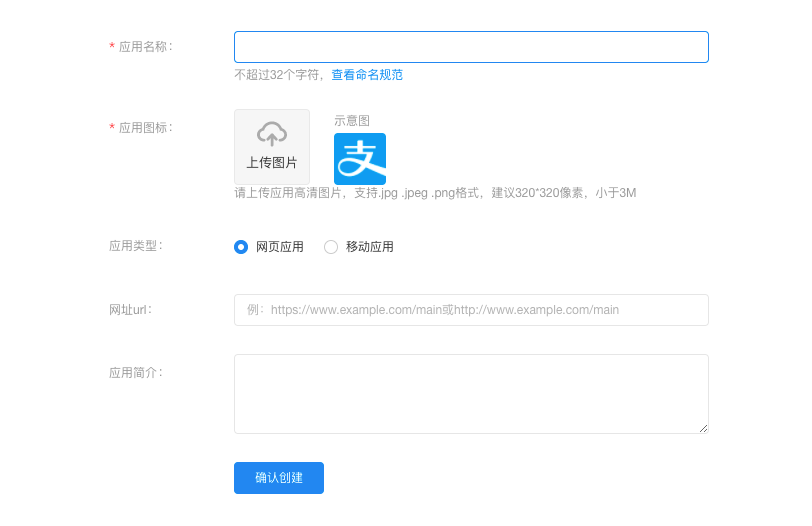 * 应用名称：
不超过32个字符，查看命名规范
* 应用图标：
上传图片
示意图
支
请上传应用高清图片，支持.jpg .jpeg .png格式，建议320*320像素，小于3M
应用类型：
网页应用 移动应用
网址url：
例：https://www.example.com/main或http://www.example.com/main
应用简介：
确认创建